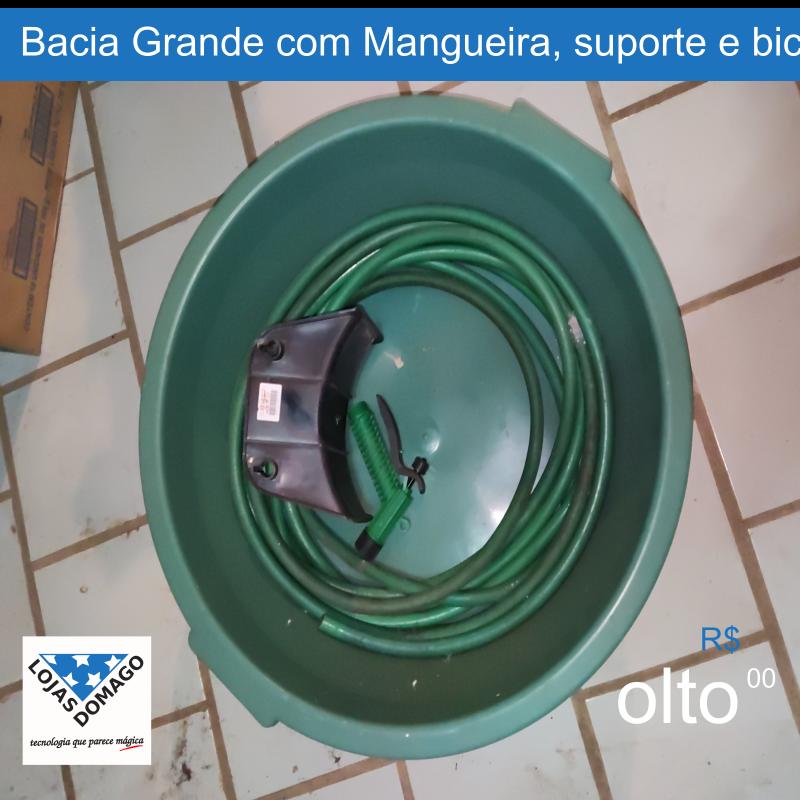 Bacia Grande com Mangueira, suporte e bic
R$
olto 00
LOJAS DOMAGO
tecnologia que parece mágica